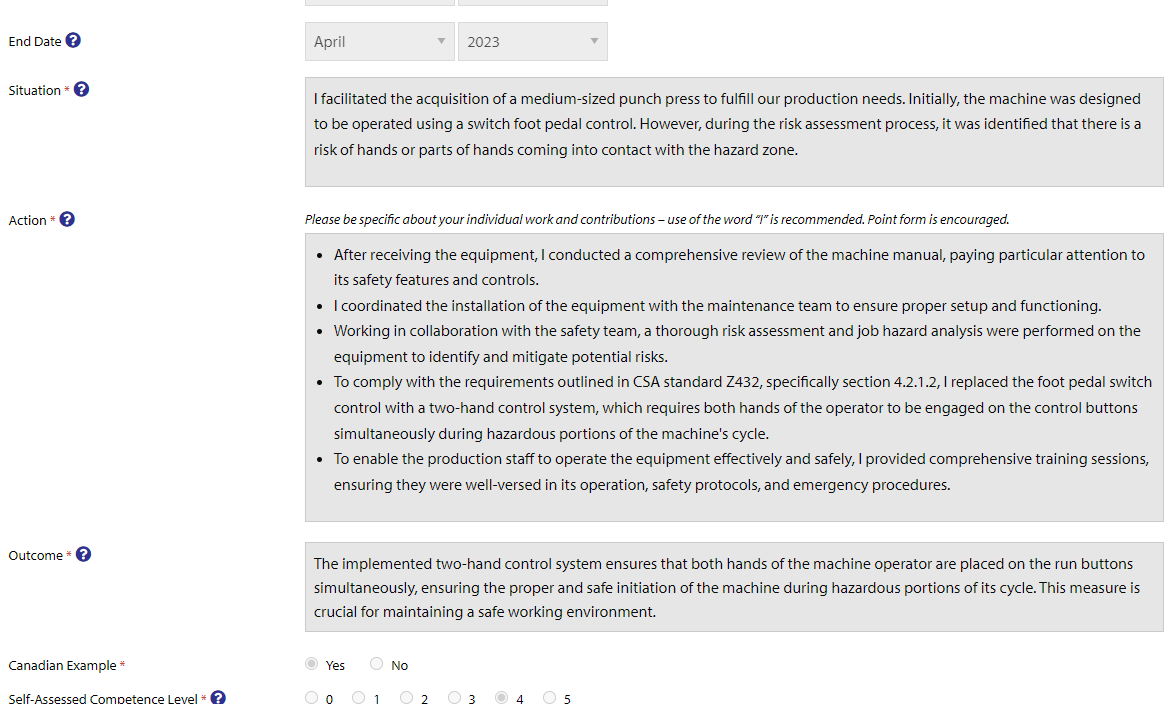 End Date ?
April 2023
Situation * ?
I facilitated the acquisition of a medium-sized punch press to fulfill our production needs. Initially, the machine was designed
to be operated using a switch foot pedal control. However, during the risk assessment process, it was identified that there is a
risk of hands or parts of hands coming into contact with the hazard zone.
Action * ?
Please be specific about your individual work and contributions – use of the word "I" is recommended. Point form is encouraged.
• After receiving the equipment, I conducted a comprehensive review of the machine manual, paying particular attention to
its safety features and controls.
• I coordinated the installation of the equipment with the maintenance team to ensure proper setup and functioning.
• Working in collaboration with the safety team, a thorough risk assessment and job hazard analysis were performed on the
equipment to identify and mitigate potential risks.
• To comply with the requirements outlined in CSA standard Z432, specifically section 4.2.1.2, I replaced the foot pedal switch
control with a two-hand control system, which requires both hands of the operator to be engaged on the control buttons
simultaneously during hazardous portions of the machine's cycle.
• To enable the production staff to operate the equipment effectively and safely, I provided comprehensive training sessions,
ensuring they were well-versed in its operation, safety protocols, and emergency procedures.
Outcome * ?
The implemented two-hand control system ensures that both hands of the machine operator are placed on the run buttons
simultaneously, ensuring the proper and safe initiation of the machine during hazardous portions of its cycle. This measure is
crucial for maintaining a safe working environment.
Canadian Example * Yes No
Self-Assessed Competence Level * ? 0 1 2 3 4 5